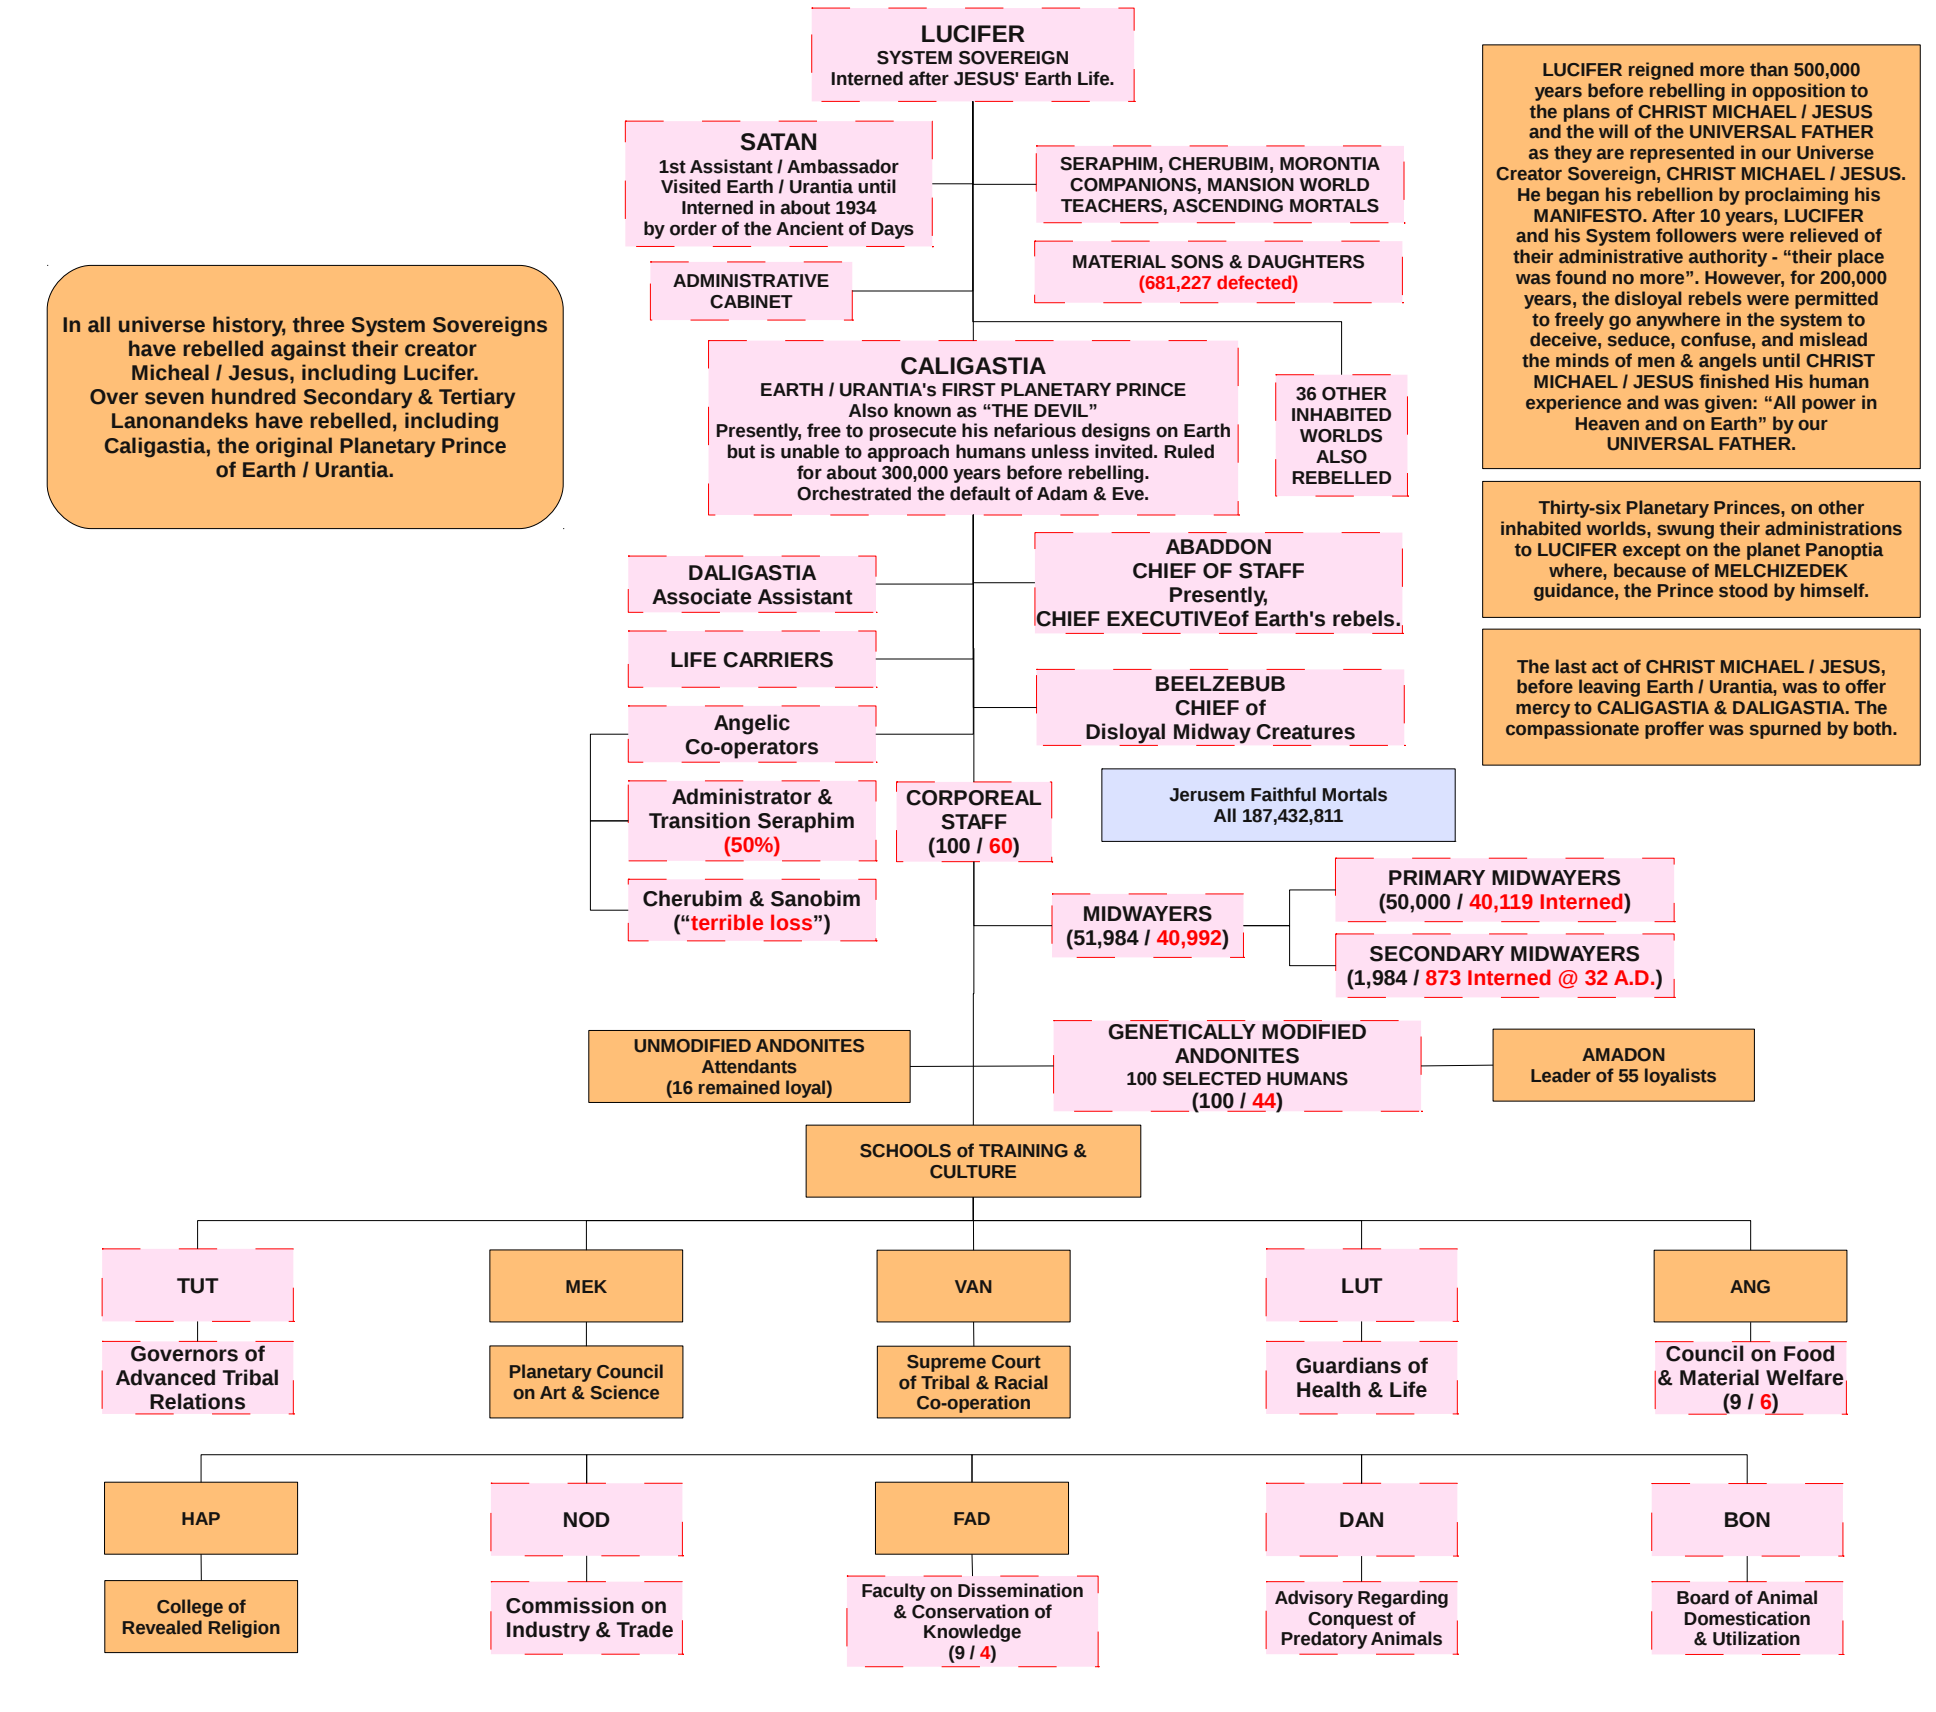 LUCIFER
SYSTEM SOVEREIGN
Interned after JESUS' Earth Life.
SATAN
1st Assistant / Ambassador
Visited Earth / Urantia until
Interned in about 1934
by order of the Ancient of Days
SERAPHIM, CHERUBIM, MORONTIA
COMPANIONS, MANSION WORLD
TEACHERS, ASCENDING MORTALS
MATERIAL SONS & DAUGHTERS
(681,227 defected)
ADMINISTRATIVE
CABINET
LUCIFER reigned more than 500,000
years before rebelling in opposition to
the plans of CHRIST MICHAEL / JESUS
and the will of the UNIVERSAL FATHER
as they are represented in our Universe
Creator Sovereign, CHRIST MICHAEL / JESUS.
He began his rebellion by proclaiming his
MANIFESTO. After 10 years, LUCIFER
and his System followers were relieved of
their administrative authority - “their place
was found no more”. However, for 200,000
years, the disloyal rebels were permitted
to freely go anywhere in the system to
deceive, seduce, confuse, and mislead
the minds of men & angels until CHRIST
MICHAEL / JESUS finished His human
experience and was given: “All power in
Heaven and on Earth” by our
UNIVERSAL FATHER.
In all universe history, three System Sovereigns
have rebelled against their creator
Micheal / Jesus, including Lucifer.
Over seven hundred Secondary & Tertiary
Lanonandeks have rebelled, including
Caligastia, the original Planetary Prince
of Earth / Urantia.
CALIGASTIA
EARTH / URANTIA's FIRST PLANETARY PRINCE
Also known as “THE DEVIL”
Presently, free to prosecute his nefarious designs on Earth
but is unable to approach humans unless invited. Ruled
for about 300,000 years before rebelling.
Orchestrated the default of Adam & Eve.
36 OTHER
INHABITED
WORLDS
ALSO
REBELLED
Thirty-six Planetary Princes, on other
inhabited worlds, swung their administrations
to LUCIFER except on the planet Panoptia
where, because of MELCHIZEDEK
guidance, the Prince stood by himself.
DALIGASTIA
Associate Assistant
ABADDON
CHIEF OF STAFF
Presently,
CHIEF EXECUTIVEof Earth's rebels.
LIFE CARRIERS
BEELZEBUB
CHIEF of
Disloyal Midway Creatures
The last act of CHRIST MICHAEL / JESUS,
before leaving Earth / Urantia, was to offer
mercy to CALIGASTIA & DALIGASTIA. The
compassionate proffer was spurned by both.
Angelic
Co-operators
Administrator &
Transition Seraphim
(50%)
CORPOREAL
STAFF
(100 / 60)
Jerusem Faithful Mortals
All 187,432,811
Cherubim & Sanobim
(“terrible loss”)
MIDWAYERS
(51,984 / 40,992)
PRIMARY MIDWAYERS
(50,000 / 40,119 Interned)
SECONDARY MIDWAYERS
(1,984 / 873 Interned @ 32 A.D.)
UNMODIFIED ANDONITES
Attendants
(16 remained loyal)
GENETICALLY MODIFIED
ANDONITES
100 SELECTED HUMANS
(100 / 44)
AMADON
Leader of 55 loyalists
SCHOOLS of TRAINING &
CULTURE
TUT
MEK
VAN
LUT
ANG
Governors of
Advanced Tribal
Relations
Planetary Council
on Art & Science
Supreme Court
of Tribal & Racial
Co-operation
Guardians of
Health & Life
Council on Food
& Material Welfare
(9 / 6)
HAP
NOD
FAD
DAN
BON
College of
Revealed Religion
Commission on
Industry & Trade
Faculty on Dissemination
& Conservation of
Knowledge
(9 / 4)
Advisory Regarding
Conquest of
Predatory Animals
Board of Animal
Domestication
& Utilization